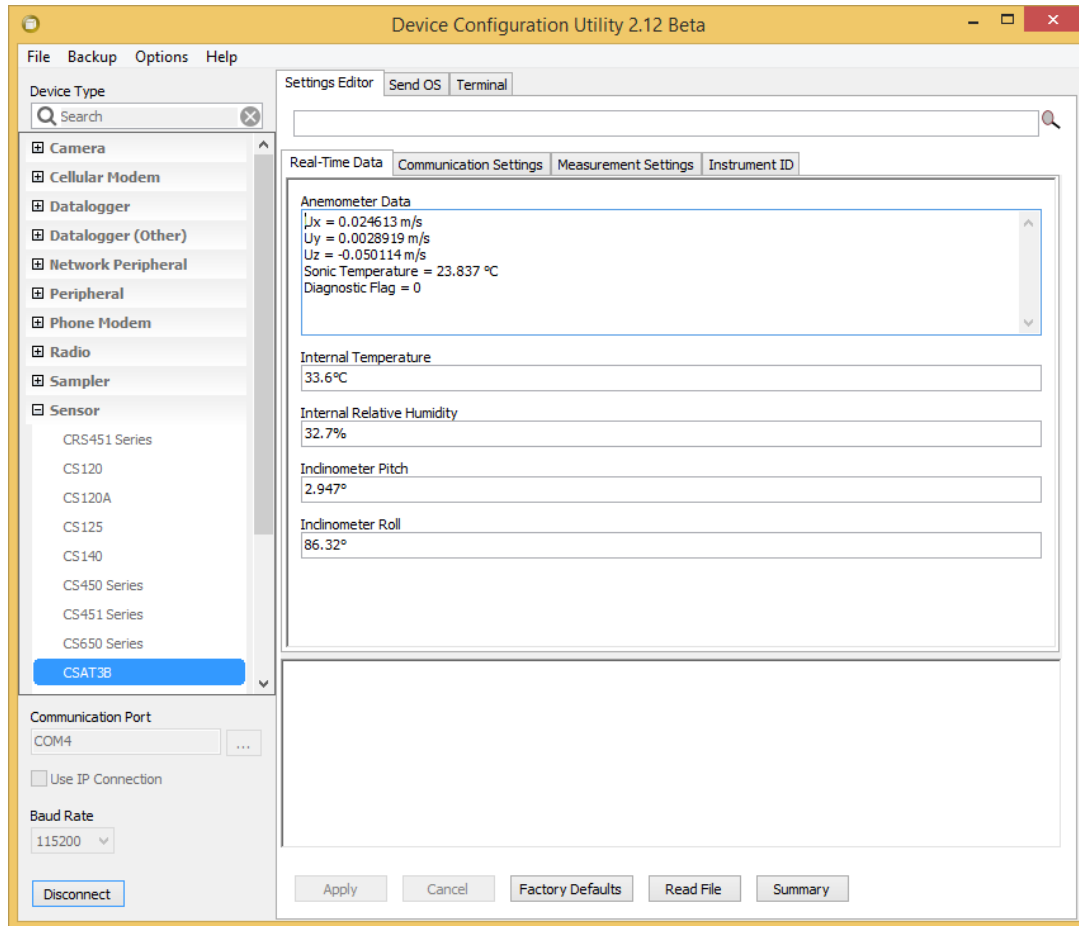 Device Configuration Utility 2.12 Beta
File Backup Options Help
Device Type
Search
Camera
Cellular Modem
Datalogger
Datalogger (Other)
Network Peripheral
Peripheral
Phone Modem
Radio
Sampler
Sensor
CRS451 Series
CS120
CS120A
CS125
CS140
CS450 Series
CS451 Series
CS650 Series
CSAT3B
Communication Port
COM4
...
Use IP Connection
Baud Rate
115200
Disconnect
Settings Editor Send OS Terminal
Real-Time Data Communication Settings Measurement Settings Instrument ID
Anemometer Data
Ux = 0.024613 m/s
Uy = 0.0028919 m/s
Uz = -0.050114 m/s
Sonic Temperature = 23.837 ºC
Diagnostic Flag = 0
Internal Temperature
33.6ºC
Internal Relative Humidity
32.7%
Inclinometer Pitch
2.947º
Inclinometer Roll
86.32º
Apply Cancel Factory Defaults Read File Summary